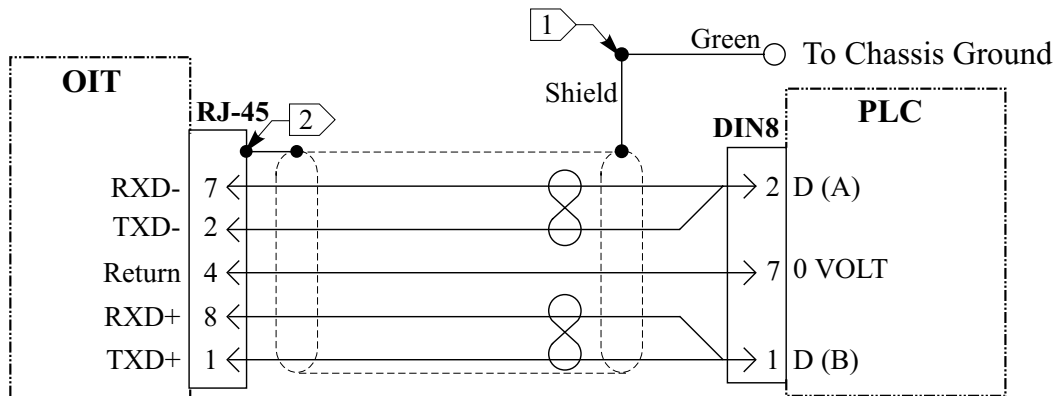 1
Green
To Chassis Ground
OIT
Shield
PLC
RJ-45
2
DIN8
RXD-
7
2
D (A)
TXD-
2
Return
4
7
0 VOLT
RXD+
8
TXD+
1
1
D (B)